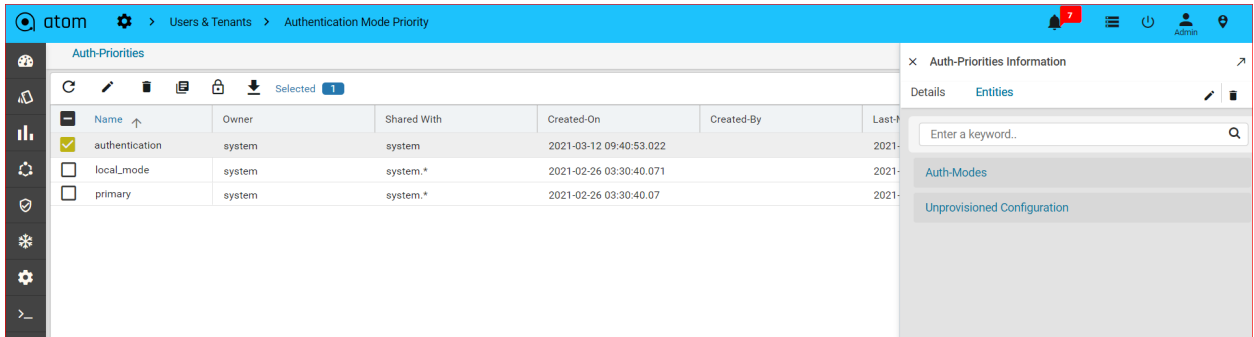 atom > Users & Tenants > Authentication Mode Priority 7 Admin
Auth-Priorities
Selected 1
Name Owner Shared With Created-On Created-By
authentication system system 2021-03-12 09:40:53.022 2021-
local_mode system system.* 2021-02-26 03:30:40.071 2021-
primary system system.* 2021-02-26 03:30:40.07 2021-
× Auth-Priorities Information
Details Entities
Enter a keyword..
Auth-Modes
Unprovisioned Configuration